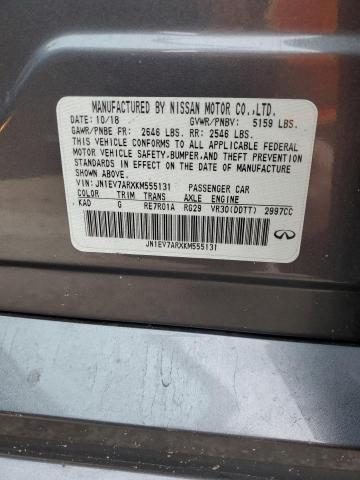 MANUFACTURED BY NISSAN MOTOR CO.,LTD.
DATE: 10/18 GVWR/PNBV: 5159 LBS.
GAWR/PNBE FR: 2646 LBS. RR: 2546 LBS.
THIS VEHICLE CONFORMS TO ALL APPLICABLE FEDERAL
MOTOR VEHICLE SAFETY,BUMPER,AND THEFT PREVENTION
STANDARDS IN EFFECT ON THE DATE OF MANUFACTURE
SHOWN ABOVE.
VIN: JN1EV7ARXKM555131 PASSENGER CAR
COLOR TRIM TRANS AXLE ENGINE
KAD G RE7R01A RG29 VR30(DDTT) 2997CC
JN1EV7ARXKM555131